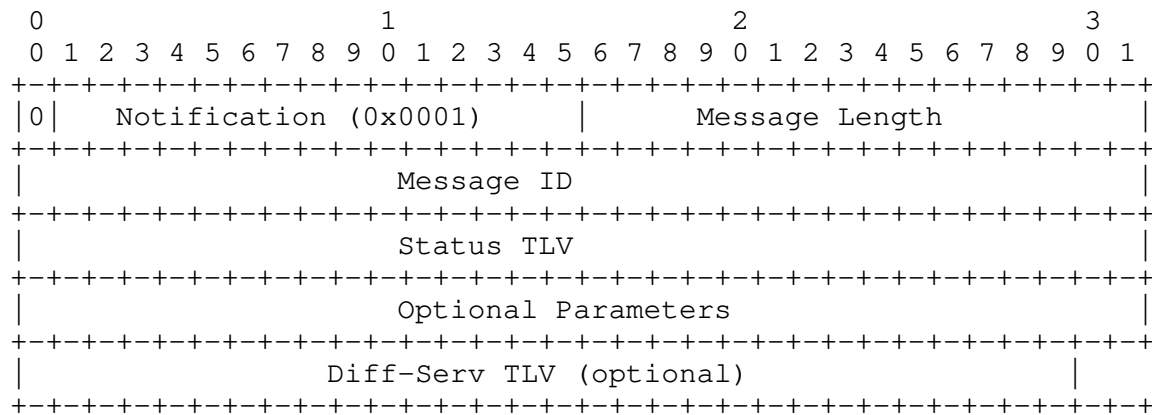 0                   1                   2                   3
 0 1 2 3 4 5 6 7 8 9 0 1 2 3 4 5 6 7 8 9 0 1 2 3 4 5 6 7 8 9 0 1
+-+-+-+-+-+-+-+-+-+-+-+-+-+-+-+-+-+-+-+-+-+-+-+-+-+-+-+-+-+-+-+-+
|0|   Notification (0x0001)     |      Message Length           |
+-+-+-+-+-+-+-+-+-+-+-+-+-+-+-+-+-+-+-+-+-+-+-+-+-+-+-+-+-+-+-+-+
|                     Message ID                                |
+-+-+-+-+-+-+-+-+-+-+-+-+-+-+-+-+-+-+-+-+-+-+-+-+-+-+-+-+-+-+-+-+
|                     Status TLV                                |
+-+-+-+-+-+-+-+-+-+-+-+-+-+-+-+-+-+-+-+-+-+-+-+-+-+-+-+-+-+-+-+-+
|                     Optional Parameters                       |
+-+-+-+-+-+-+-+-+-+-+-+-+-+-+-+-+-+-+-+-+-+-+-+-+-+-+-+-+-+-+-+-+
|                 Diff-Serv TLV (optional)                  |
+-+-+-+-+-+-+-+-+-+-+-+-+-+-+-+-+-+-+-+-+-+-+-+-+-+-+-+-+-+-+-+-+